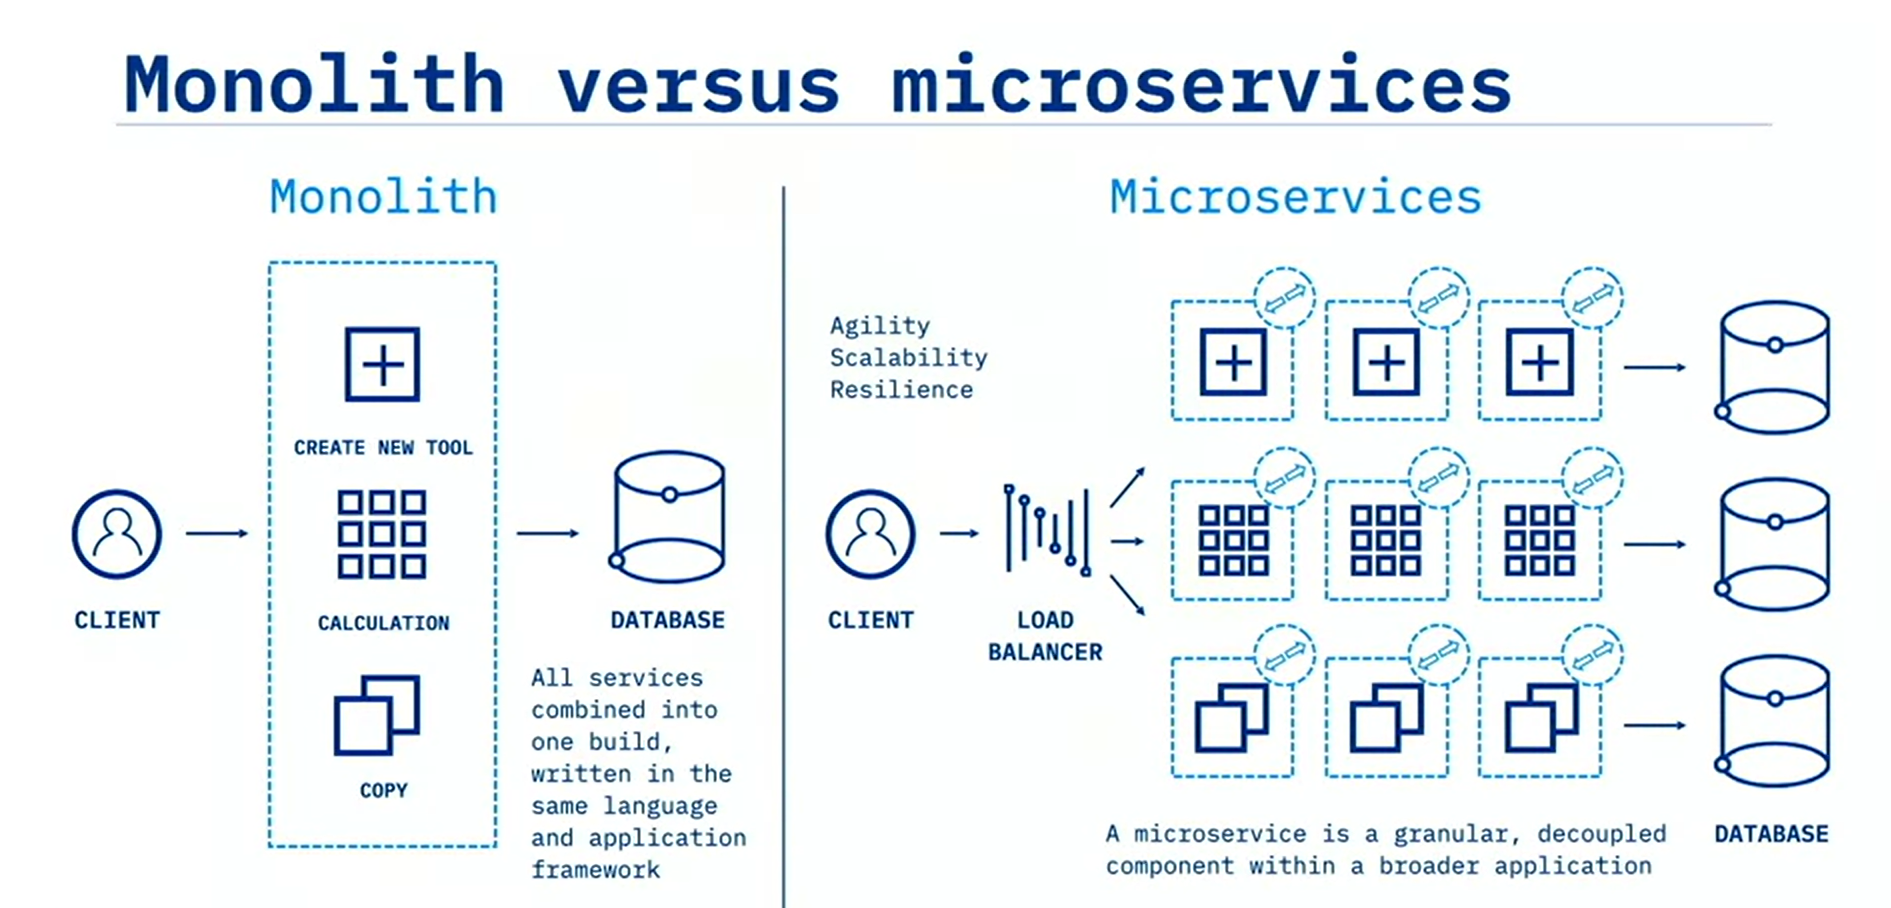 Monolith versus microservices
Monolith
CREATE NEW TOOL
CALCULATION
COPY
CLIENT
DATABASE
All services
combined into
one build,
written in the
same language
and application
framework
Microservices
Agility
Scalability
Resilience
CLIENT
LOAD
BALANCER
A microservice is a granular, decoupled
component within a broader application
DATABASE